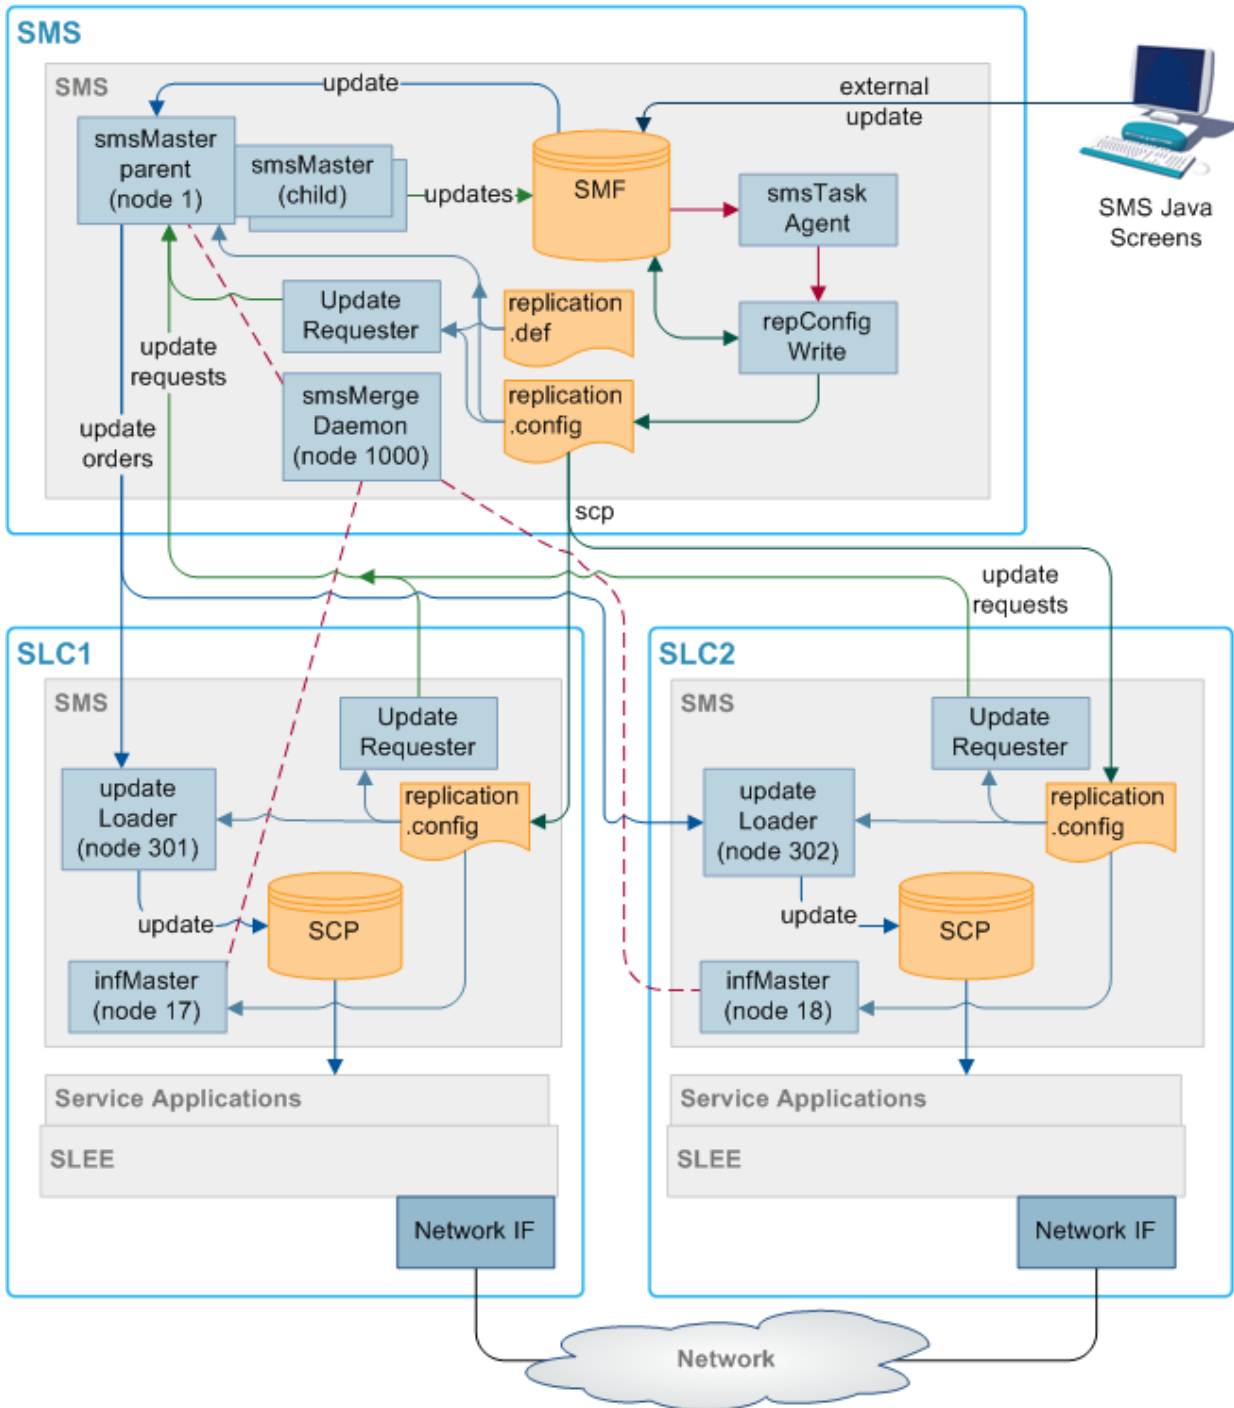 SMS
SMS
update
external
update
smsMaster
parent
(node 1)
smsMaster
(child)
updates
SMF
smsTask
Agent
SMS Java
Screens
Update
Requester
replication
.def
repConfig
Write
update
requests
smsMerge
Daemon
(node 1000)
replication
.config
update
orders
scp
update
requests
SLC1
SMS
Update
Requester
update
Loader
(node 301)
replication
.config
update
SCP
infMaster
(node 17)
Service Applications
SLEE
Network IF
SLC2
SMS
Update
Requester
update
Loader
(node 302)
replication
.config
update
SCP
infMaster
(node 18)
Service Applications
SLEE
Network IF
Network